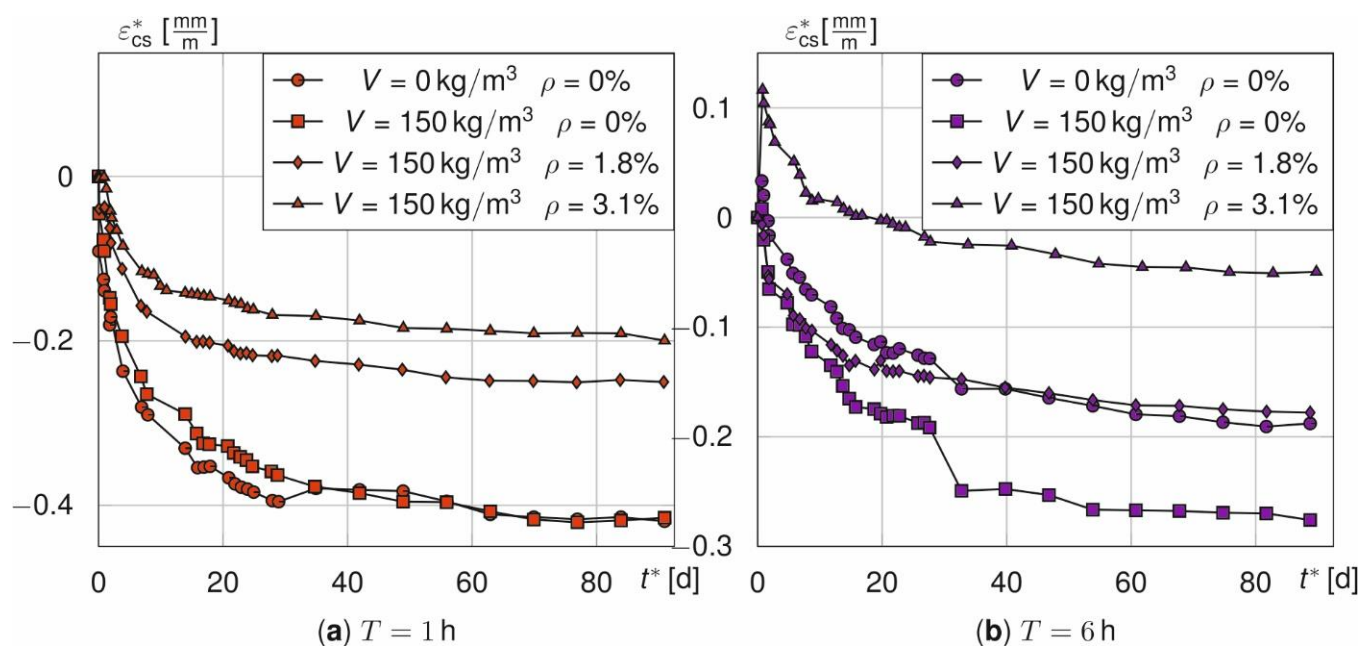 ε*cs [mm/m]
V = 0 kg/m³ ρ = 0%
V = 150 kg/m³ ρ = 0%
V = 150 kg/m³ ρ = 1.8%
V = 150 kg/m³ ρ = 3.1%
0
−0.2
−0.4
0 20 40 60 80 t* [d]
(a) T = 1 h
ε*cs[mm/m]
V = 0 kg/m³ ρ = 0%
V = 150 kg/m³ ρ = 0%
V = 150 kg/m³ ρ = 1.8%
V = 150 kg/m³ ρ = 3.1%
0.1
0
−0.1
−0.2
−0.3
0 20 40 60 80 t* [d]
(b) T = 6 h